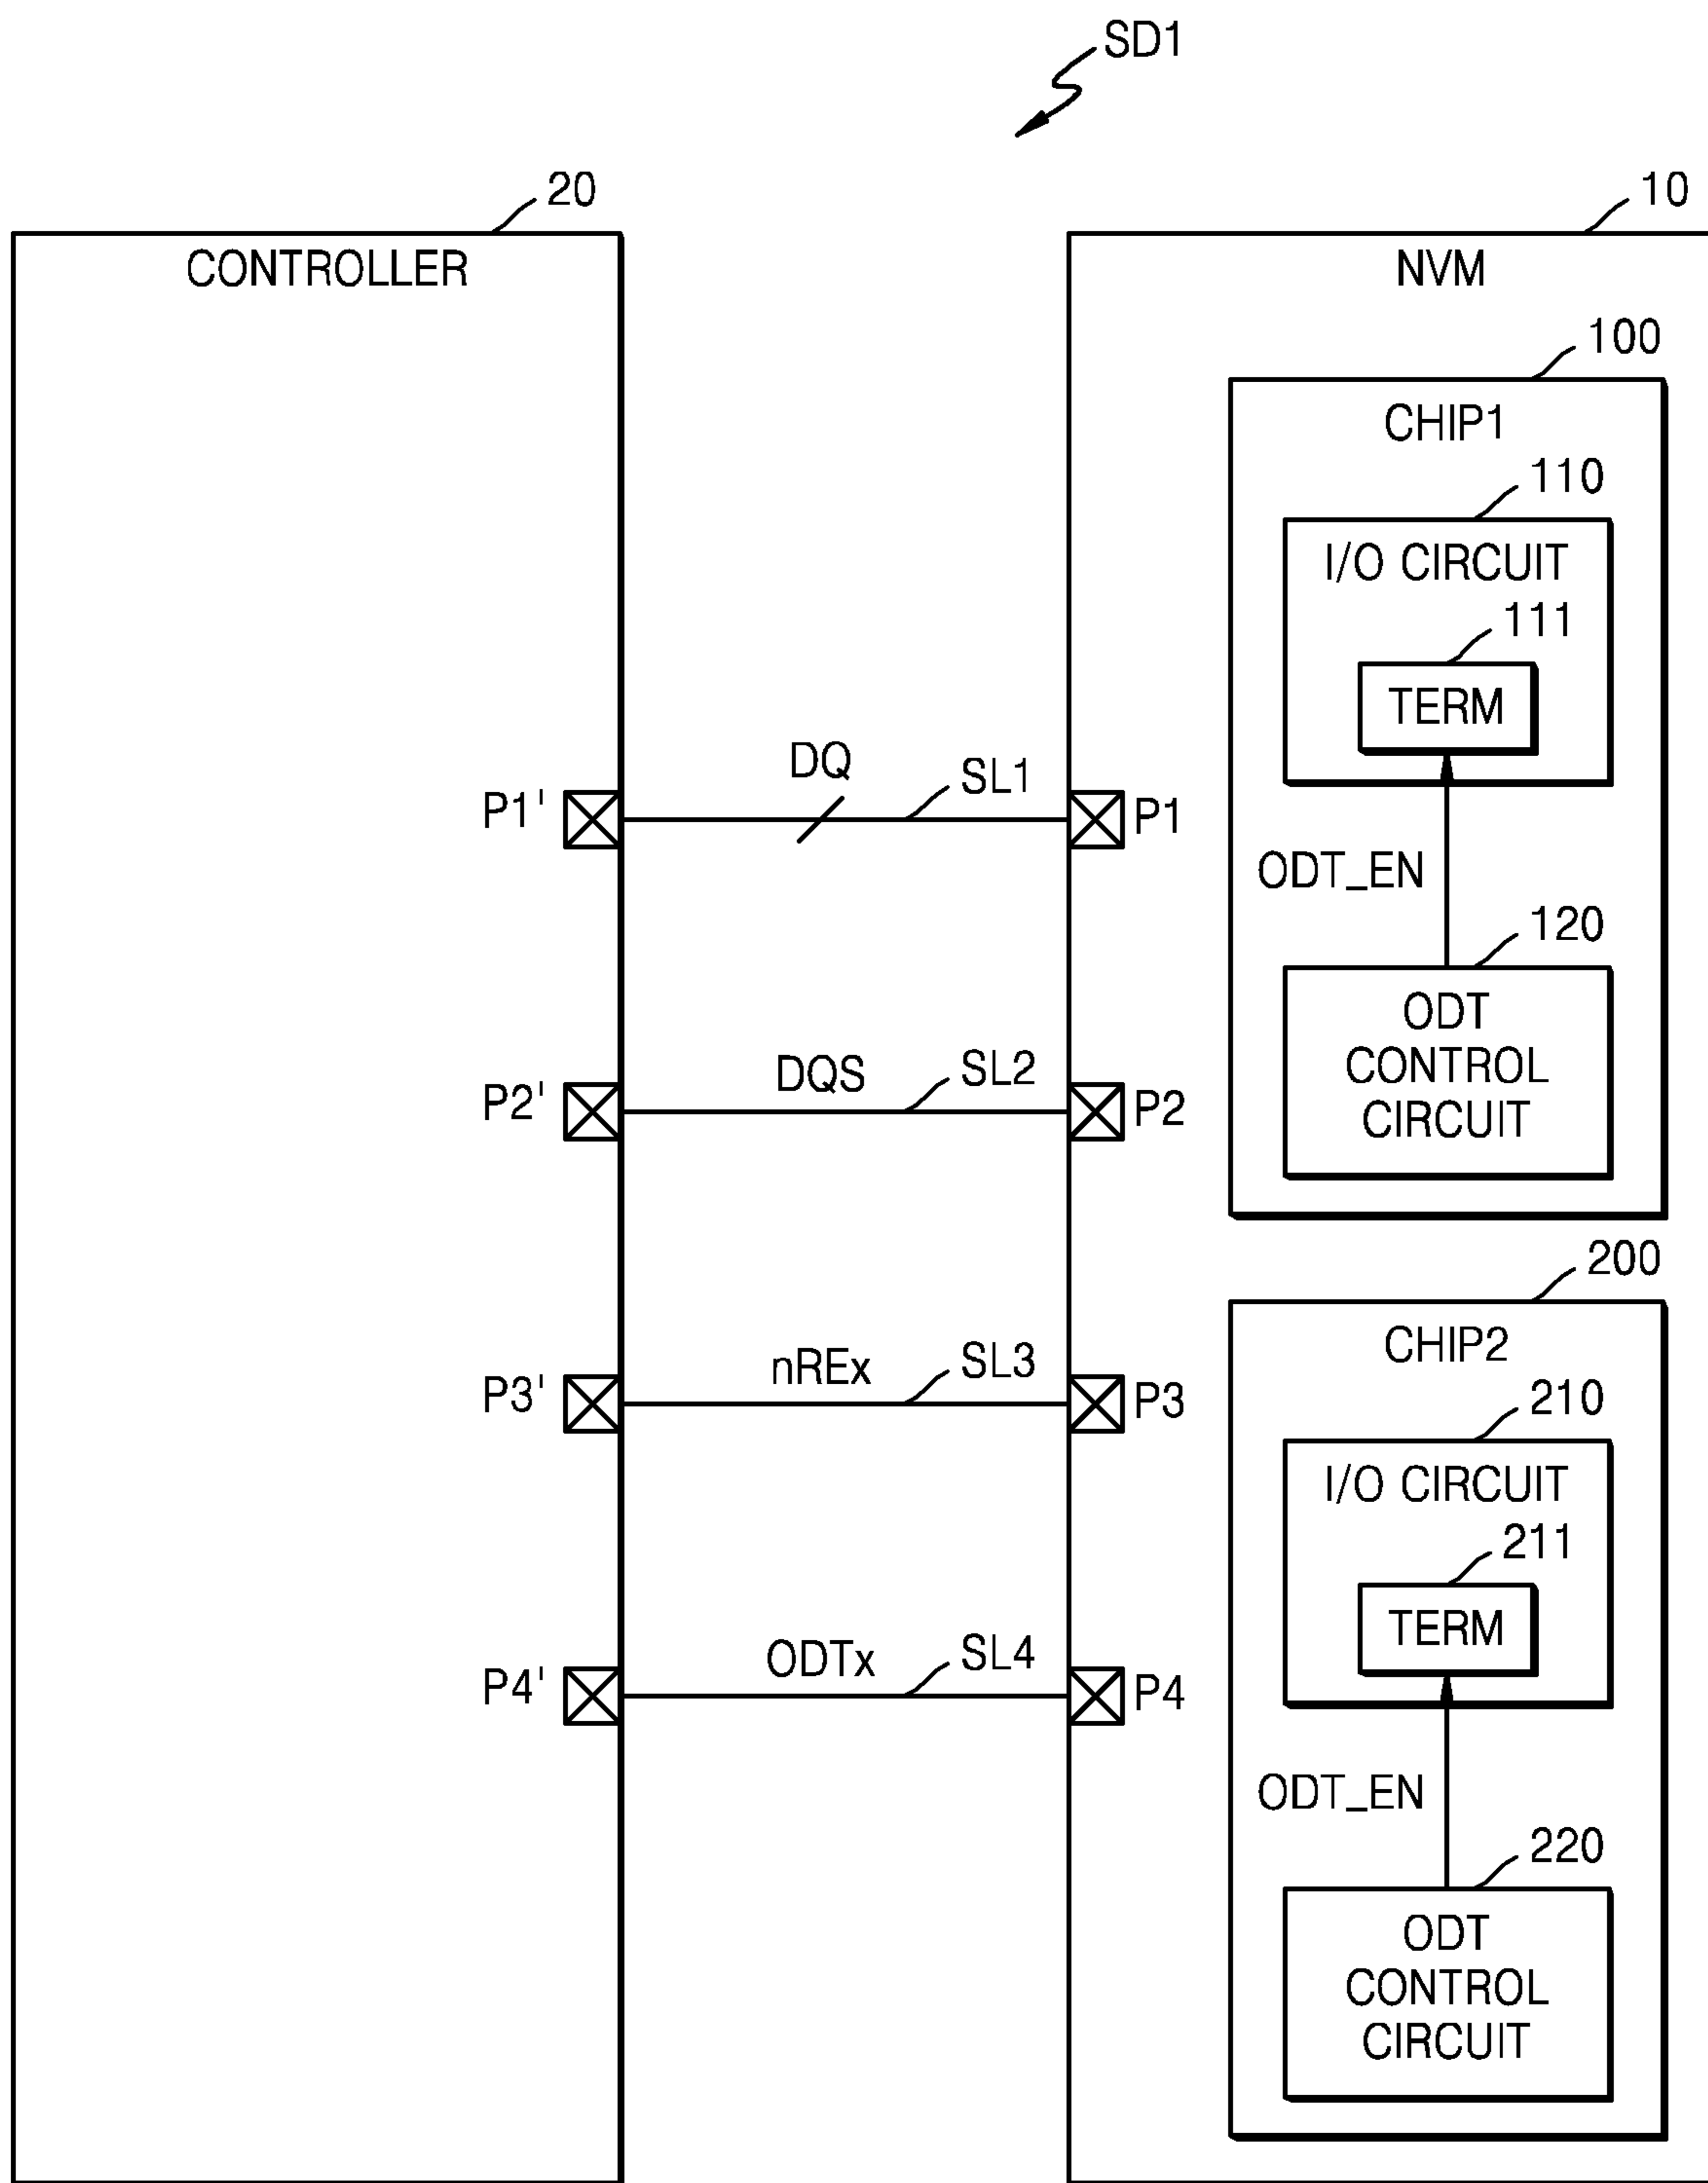 SD1
20
10
CONTROLLER
NVM
100
CHIP1
110
I/O CIRCUIT
111
TERM
DQ
SL1
P1'
P1
ODT_EN
120
ODT
CONTROL
CIRCUIT
DQS
SL2
P2'
P2
200
CHIP2
nREx
SL3
P3'
P3
210
I/O CIRCUIT
211
TERM
ODTx
SL4
P4'
P4
ODT_EN
220
ODT
CONTROL
CIRCUIT